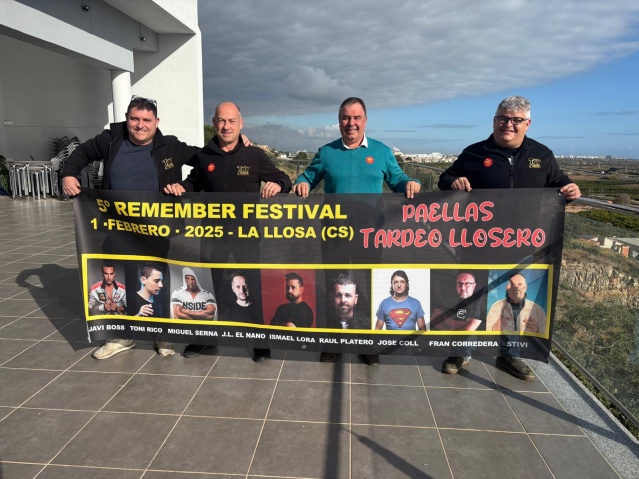 5º REMEMBER FESTIVAL
1 · FEBRERO · 2025 - LA LLOSA (CS)
PAELLAS
TARDEO LLOSERO
JAVI BOSS TONI RICO MIGUEL SERNA J.L. EL NANO ISMAEL LORA RAUL PLATERO JOSE COLL FRAN CORREDERA STIVI